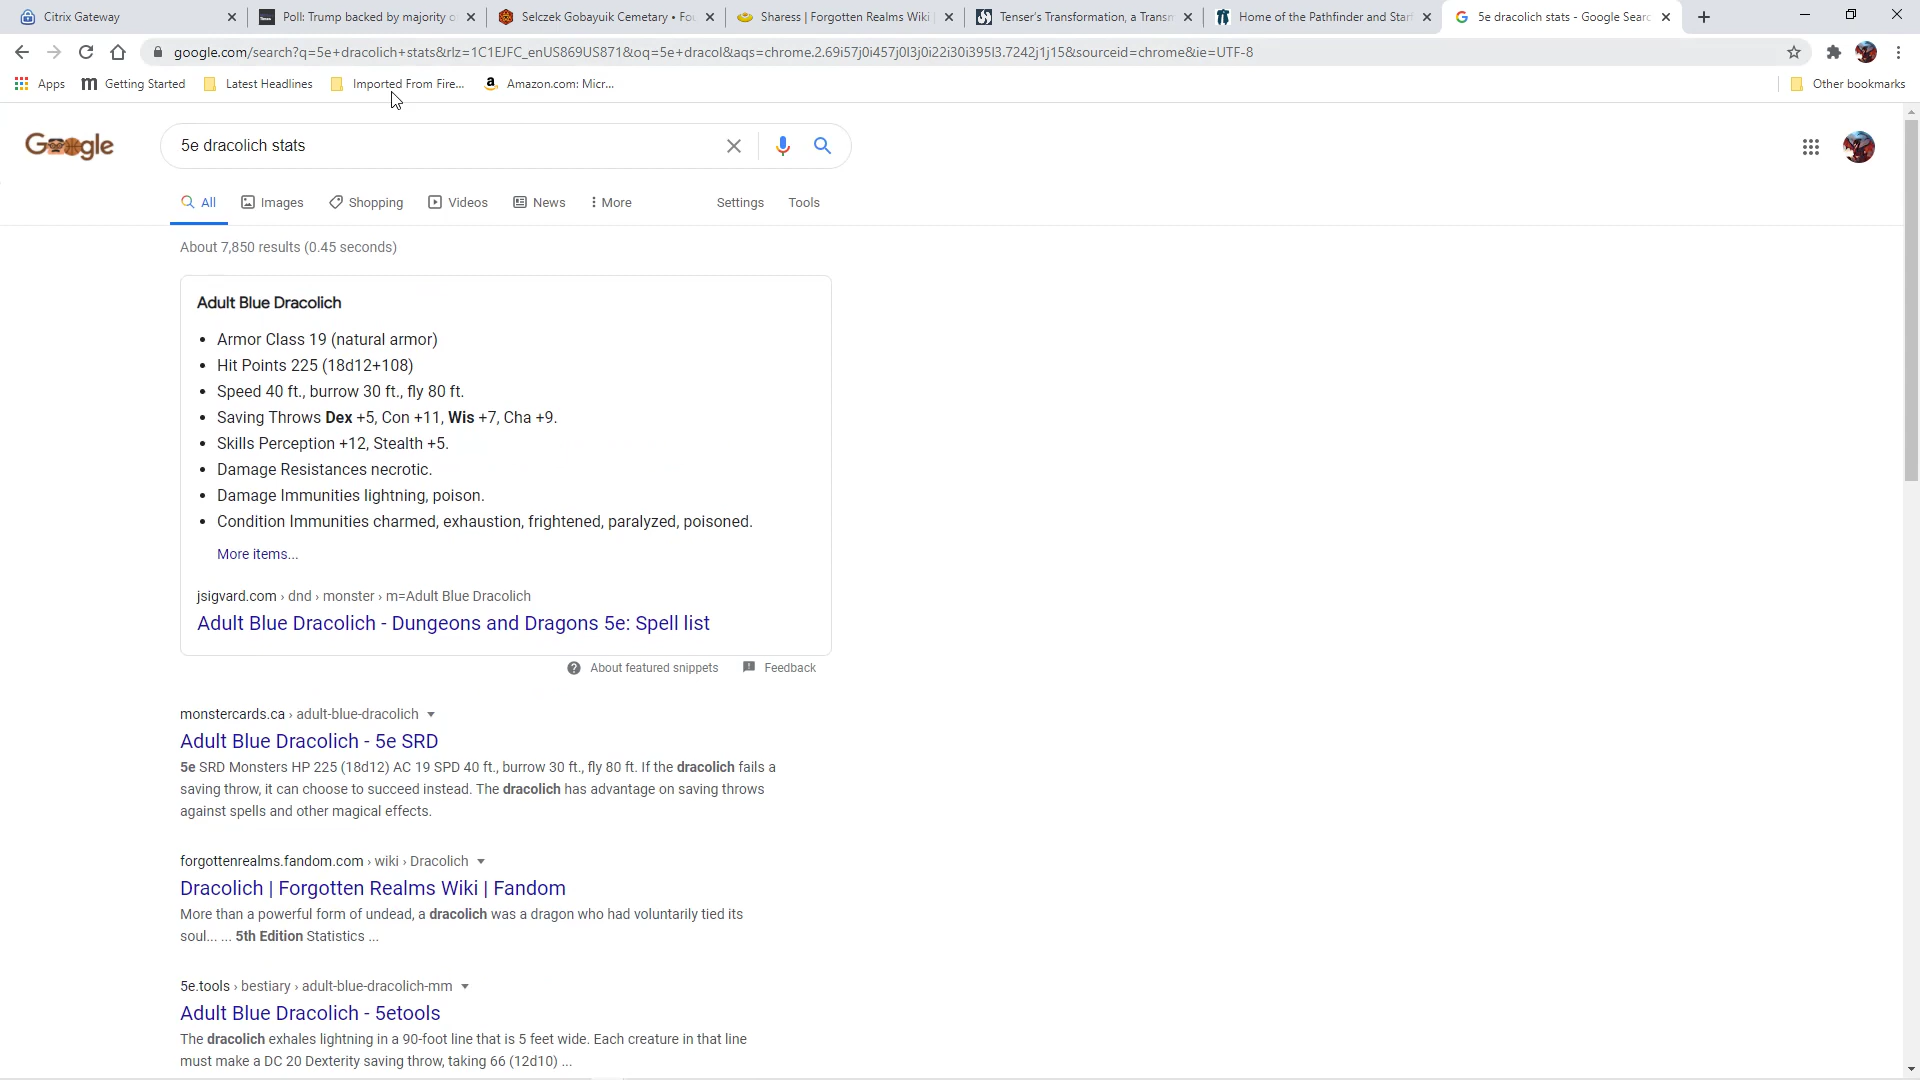 Citrix Gateway
Poll: Trump backed by majority o
Selczek Gobayuik Cemetary • Fou
Sharess | Forgotten Realms Wiki
Tenser's Transformation, a Transm
Home of the Pathfinder and Starf
5e dracolich stats - Google Searc
google.com/search?q=5e+dracolich+stats&rlz=1C1EJFC_enUS869US871&oq=5e+dracol&aqs=chrome.2.69i57j0i457j0l3j0i22i30i395l3.7242j1j15&sourceid=chrome&ie=UTF-8
Apps
Getting Started
Latest Headlines
Imported From Fire...
Amazon.com: Micr...
Other bookmarks
Google
5e dracolich stats
All
Images
Shopping
Videos
News
More
Settings
Tools
About 7,850 results (0.45 seconds)
Adult Blue Dracolich
• Armor Class 19 (natural armor)
• Hit Points 225 (18d12+108)
• Speed 40 ft., burrow 30 ft., fly 80 ft.
• Saving Throws Dex +5, Con +11, Wis +7, Cha +9.
• Skills Perception +12, Stealth +5.
• Damage Resistances necrotic.
• Damage Immunities lightning, poison.
• Condition Immunities charmed, exhaustion, frightened, paralyzed, poisoned.
More items...
jsigvard.com › dnd › monster › m=Adult Blue Dracolich
Adult Blue Dracolich - Dungeons and Dragons 5e: Spell list
About featured snippets
Feedback
monstercards.ca › adult-blue-dracolich
Adult Blue Dracolich - 5e SRD
5e SRD Monsters HP 225 (18d12) AC 19 SPD 40 ft., burrow 30 ft., fly 80 ft. If the dracolich fails a
saving throw, it can choose to succeed instead. The dracolich has advantage on saving throws
against spells and other magical effects.
forgottenrealms.fandom.com › wiki › Dracolich
Dracolich | Forgotten Realms Wiki | Fandom
More than a powerful form of undead, a dracolich was a dragon who had voluntarily tied its
soul... ... 5th Edition Statistics ...
5e.tools › bestiary › adult-blue-dracolich-mm
Adult Blue Dracolich - 5etools
The dracolich exhales lightning in a 90-foot line that is 5 feet wide. Each creature in that line
must make a DC 20 Dexterity saving throw, taking 66 (12d10) ...